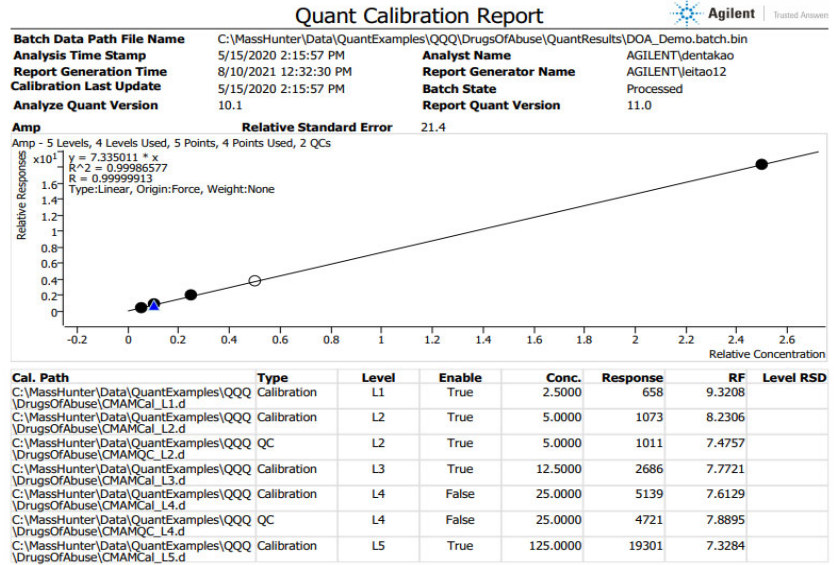 Quant Calibration Report
Agilent | Trusted Answers
Batch Data Path File Name C:\MassHunter\Data\QuantExamples\QQQ\DrugsOfAbuse\QuantResults\DOA_Demo.batch.bin
Analysis Time Stamp 5/15/2020 2:15:57 PM Analyst Name AGILENT\dentakao
Report Generation Time 8/10/2021 12:32:30 PM Report Generator Name AGILENT\leitao12
Calibration Last Update 5/15/2020 2:15:57 PM Batch State Processed
Analyze Quant Version 10.1 Report Quant Version 11.0
Amp Relative Standard Error 21.4
Amp - 5 Levels, 4 Levels Used, 5 Points, 4 Points Used, 2 QCs
Relative Responses
x10¹
y = 7.335011 * x
R^2 = 0.99986577
R = 0.99999913
Type:Linear, Origin:Force, Weight:None
1.6
1.4
1.2
1
0.8
0.6
0.4
0.2
0
-0.2 0 0.2 0.4 0.6 0.8 1 1.2 1.4 1.6 1.8 2 2.2 2.4 2.6
Relative Concentration
Cal. Path Type Level Enable Conc. Response RF Level RSD
C:\MassHunter\Data\QuantExamples\QQQ Calibration L1 True 2.5000 658 9.3208
\DrugsOfAbuse\CMAMCal_L1.d
C:\MassHunter\Data\QuantExamples\QQQ Calibration L2 True 5.0000 1073 8.2306
\DrugsOfAbuse\CMAMCal_L2.d
C:\MassHunter\Data\QuantExamples\QQQ QC L2 True 5.0000 1011 7.4757
\DrugsOfAbuse\CMAMQC_L2.d
C:\MassHunter\Data\QuantExamples\QQQ Calibration L3 True 12.5000 2686 7.7721
\DrugsOfAbuse\CMAMCal_L3.d
C:\MassHunter\Data\QuantExamples\QQQ Calibration L4 False 25.0000 5139 7.6129
\DrugsOfAbuse\CMAMCal_L4.d
C:\MassHunter\Data\QuantExamples\QQQ QC L4 False 25.0000 4721 7.8895
\DrugsOfAbuse\CMAMQC_L4.d
C:\MassHunter\Data\QuantExamples\QQQ Calibration L5 True 125.0000 19301 7.3284
\DrugsOfAbuse\CMAMCal_L5.d